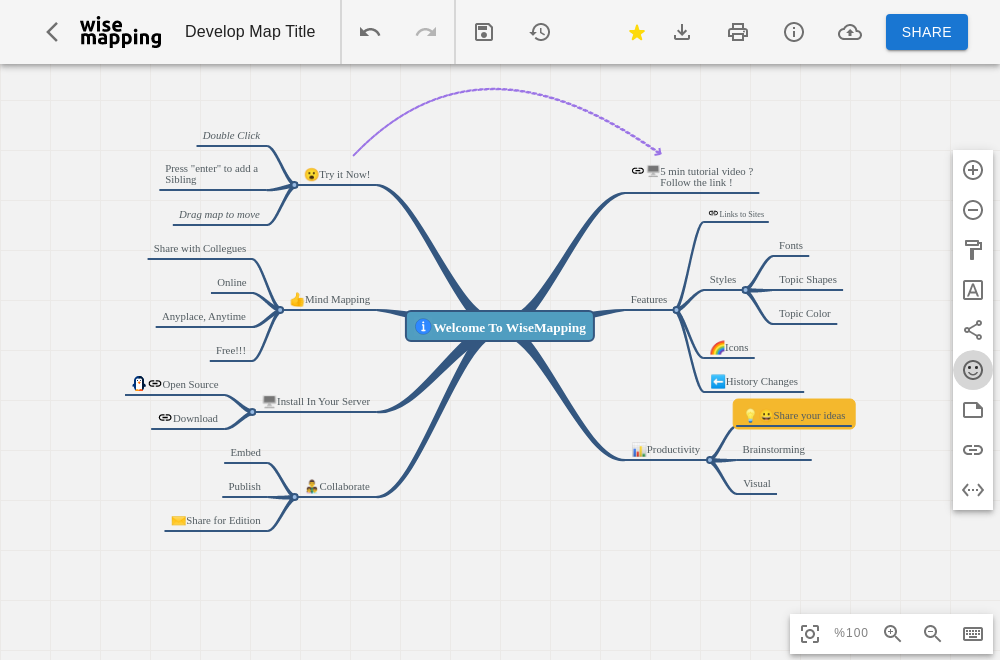 wise
mapping
Develop Map Title
SHARE
Double Click
Press "enter" to add a
Sibling
Drag map to move
Try it Now!
Share with Collegues
Online
Anyplace, Anytime
Free!!!
Mind Mapping
Open Source
Download
Install In Your Server
Embed
Publish
Share for Edition
Collaborate
Welcome To WiseMapping
5 min tutorial video ?
Follow the link !
Links to Sites
Features
Styles
Fonts
Topic Shapes
Topic Color
Icons
History Changes
Share your ideas
Productivity
Brainstorming
Visual
%100